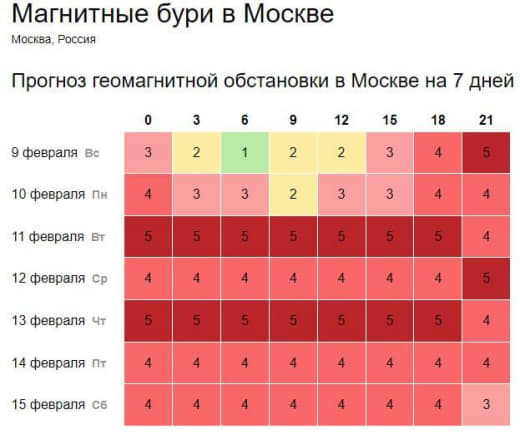 Магнитные бури в Москве
Москва, Россия
Прогноз геомагнитной обстановки в Москве на 7 дней
0 3 6 9 12 15 18 21
9 февраля Вс 3 2 1 2 2 3 4 5
10 февраля Пн 4 3 3 2 3 3 4 4
11 февраля Вт 5 5 5 5 5 5 5 4
12 февраля Ср 4 4 4 4 4 4 4 5
13 февраля Чт 5 5 5 5 5 5 5 4
14 февраля Пт 4 4 4 4 4 4 4 4
15 февраля Сб 4 4 4 4 4 4 4 3